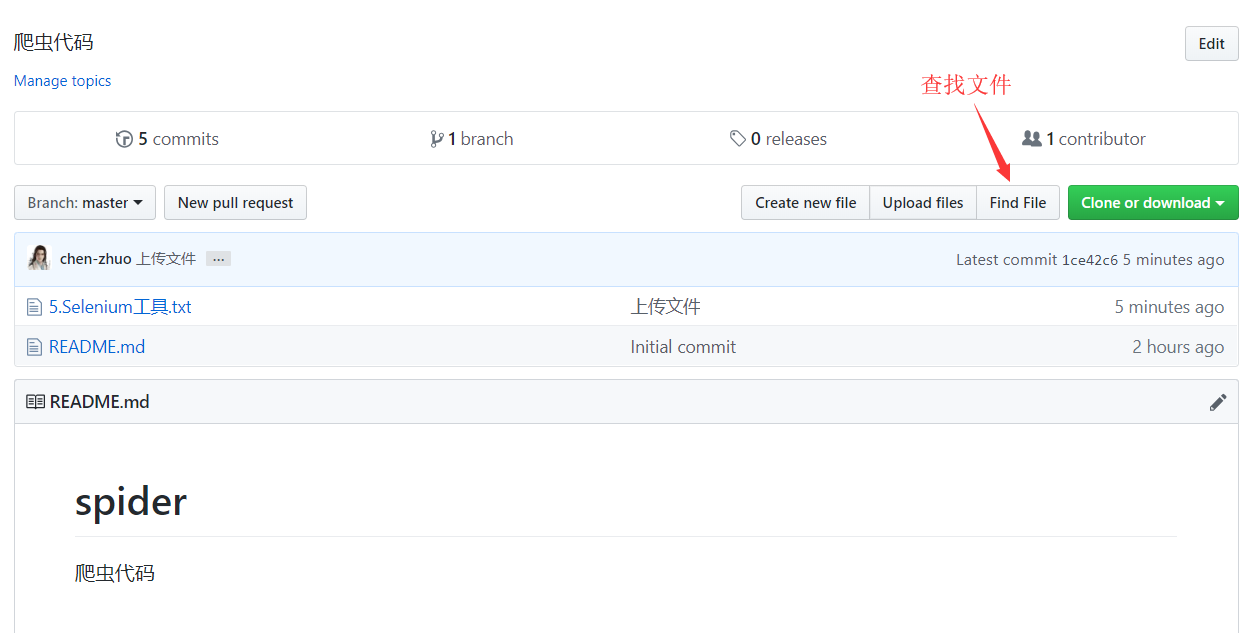 爬虫代码
Edit
Manage topics
查找文件
5 commits 1 branch 0 releases 1 contributor
Branch: master New pull request Create new file Upload files Find File Clone or download
chen-zhuo 上传文件 ... Latest commit 1ce42c6 5 minutes ago
5.Selenium工具.txt 上传文件 5 minutes ago
README.md Initial commit 2 hours ago
README.md
spider
爬虫代码